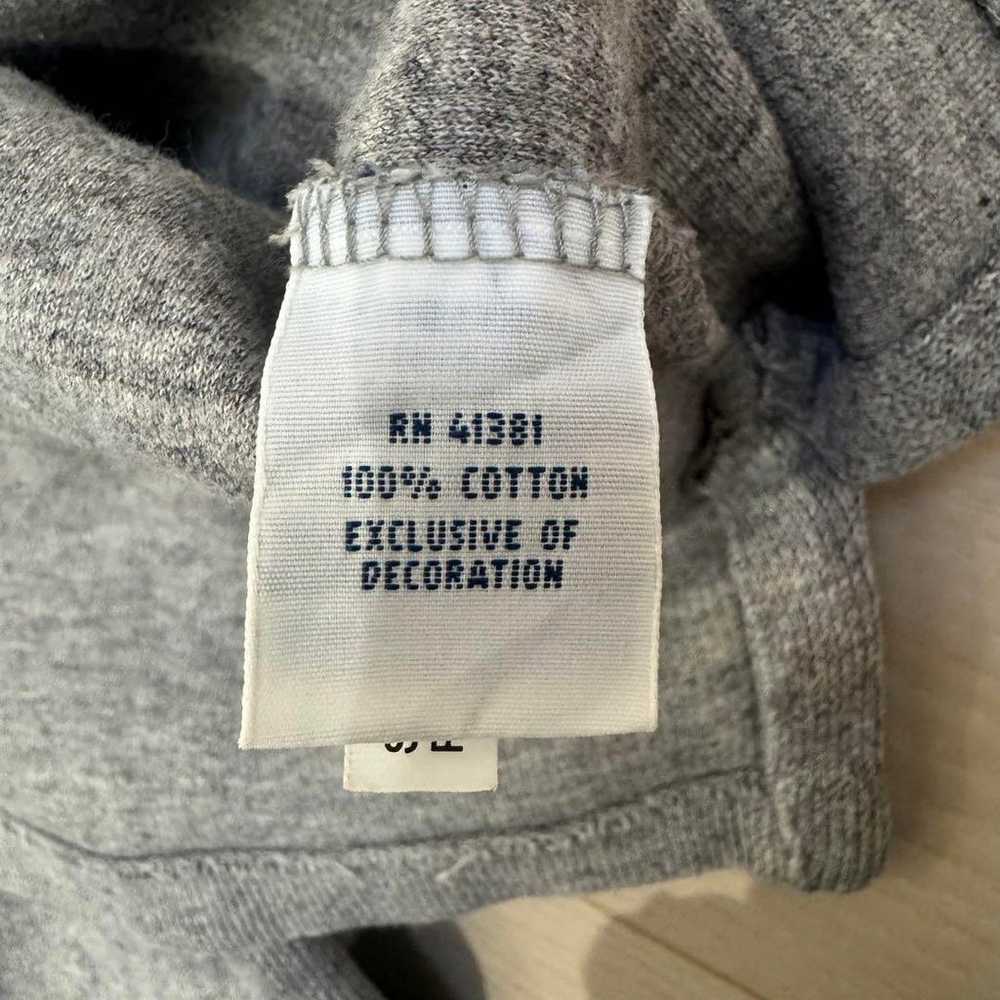 RN 41381
100% COTTON
EXCLUSIVE OF
DECORATION